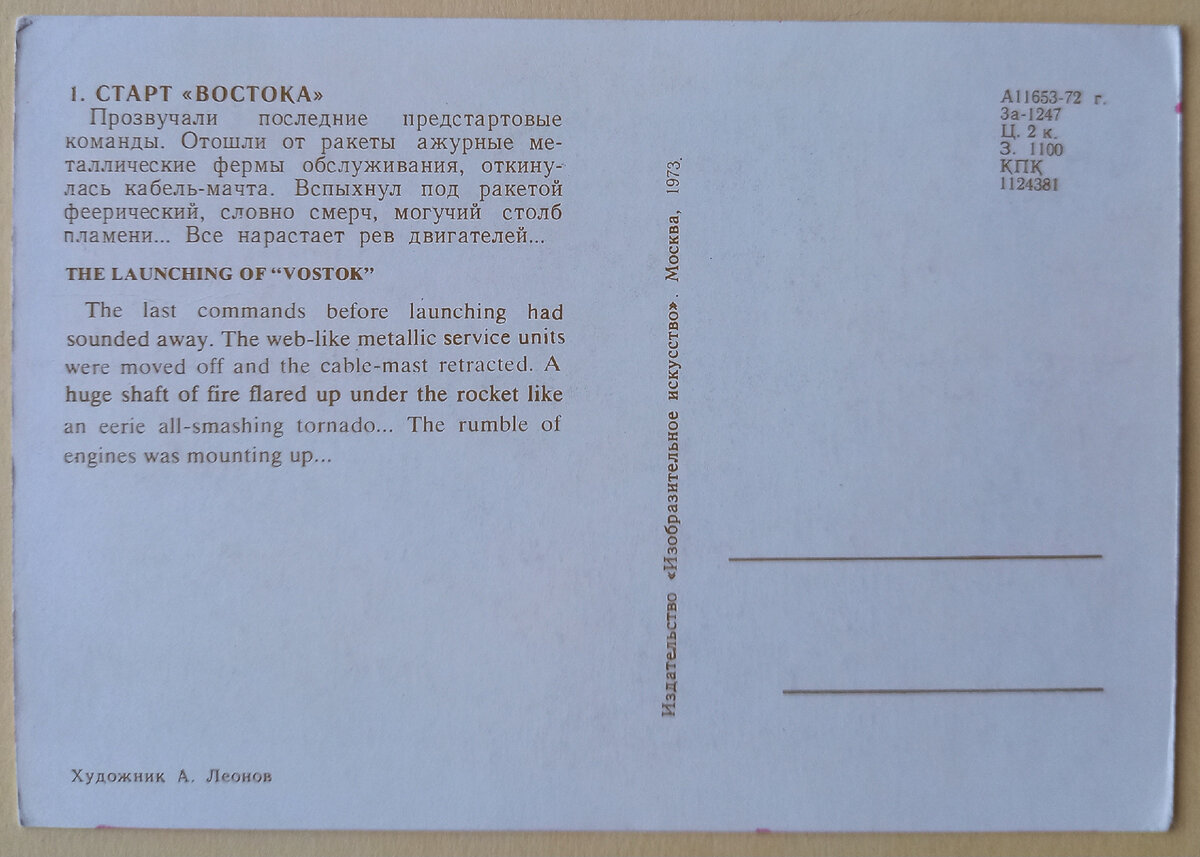 1. СТАРТ «ВОСТОКА»
Прозвучали последние предстартовые
команды. Отошли от ракеты ажурные ме-
таллические фермы обслуживания, откину-
лась кабель-мачта. Вспыхнул под ракетой
феерический, словно смерч, могучий столб
пламени... Все нарастает рев двигателей...
THE LAUNCHING OF “VOSTOK”
The last commands before launching had
sounded away. The web-like metallic service units
were moved off and the cable-mast retracted. A
huge shaft of fire flared up under the rocket like
an eerie all-smashing tornado... The rumble of
engines was mounting up...
Художник А. Леонов
Издательство «Изобразительное искусство». Москва, 1973.
А11653-72 г.
За-1247
Ц. 2 к.
З. 1100
КПК
1124381